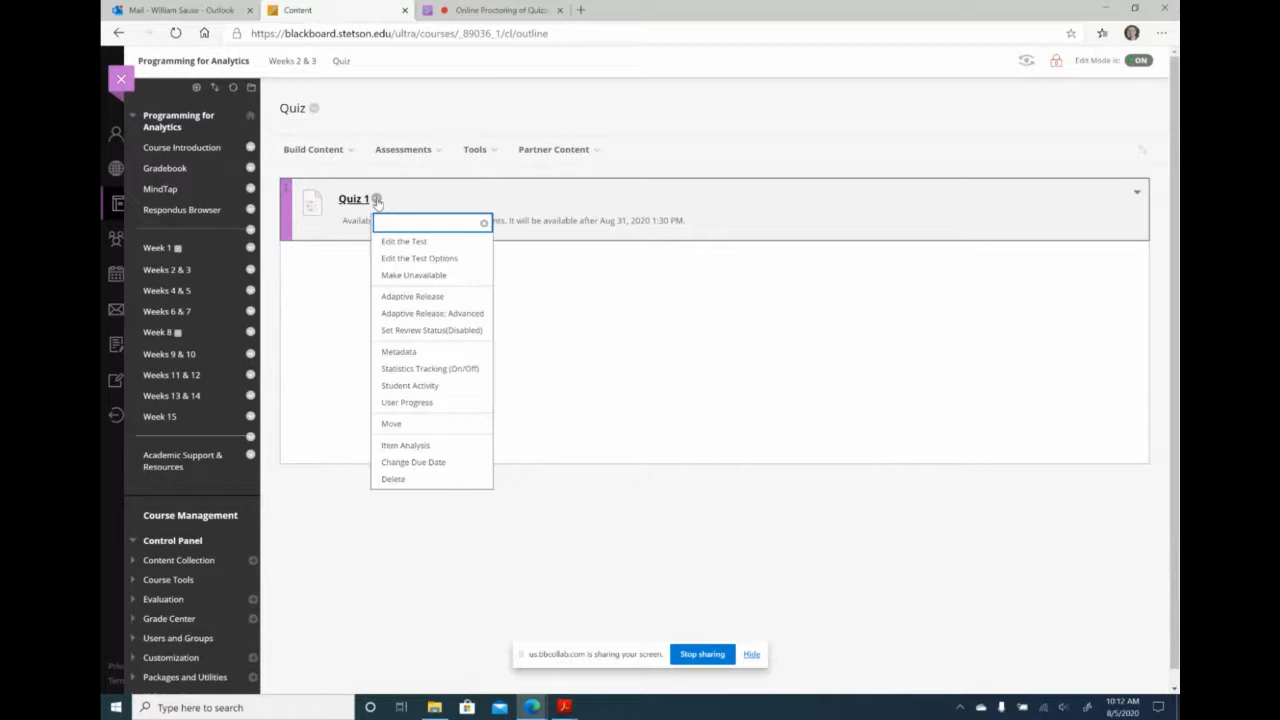 Mail - William Sause - Outlook
Content
Online Proctoring of Quiz
https://blackboard.stetson.edu/ultra/courses/_89036_1/cl/outline
Programming for Analytics
Weeks 2 & 3
Quiz
Edit Mode is:
ON
Programming for
Analytics
Course Introduction
Gradebook
MindTap
Respondus Browser
Week 1
Weeks 2 & 3
Weeks 4 & 5
Weeks 6 & 7
Week 8
Weeks 9 & 10
Weeks 11 & 12
Weeks 13 & 14
Week 15
Academic Support &
Resources
Course Management
Control Panel
Content Collection
Course Tools
Evaluation
Grade Center
Users and Groups
Customization
Packages and Utilities
Quiz
Build Content
Assessments
Tools
Partner Content
Quiz 1
Availab
nts. It will be available after Aug 31, 2020 1:30 PM.
Edit the Test
Edit the Test Options
Make Unavailable
Adaptive Release
Adaptive Release: Advanced
Set Review Status(Disabled)
Metadata
Statistics Tracking (On/Off)
Student Activity
User Progress
Move
Item Analysis
Change Due Date
Delete
us.bbcollab.com is sharing your screen.
Stop sharing
Hide
Priv
Tern
Type here to search
10:12 AM
8/5/2020